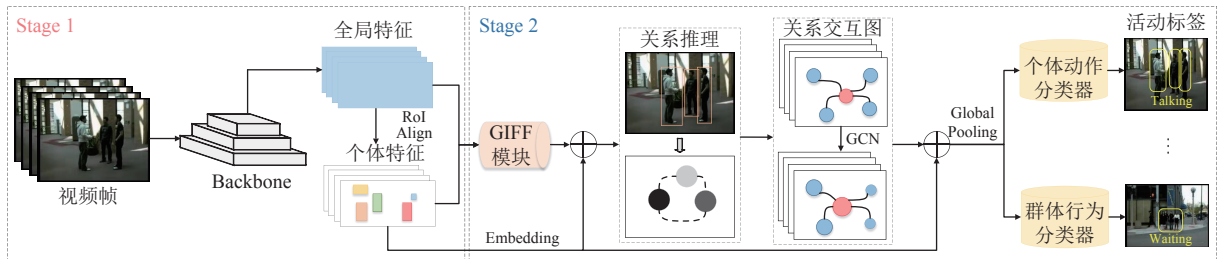 Stage 1
视频帧
Backbone
全局特征
RoI
Align
个体特征
Stage 2
GIFF
模块
Embedding
关系推理
关系交互图
GCN
Global
Pooling
个体动作
分类器
群体行为
分类器
活动标签
Talking
Waiting